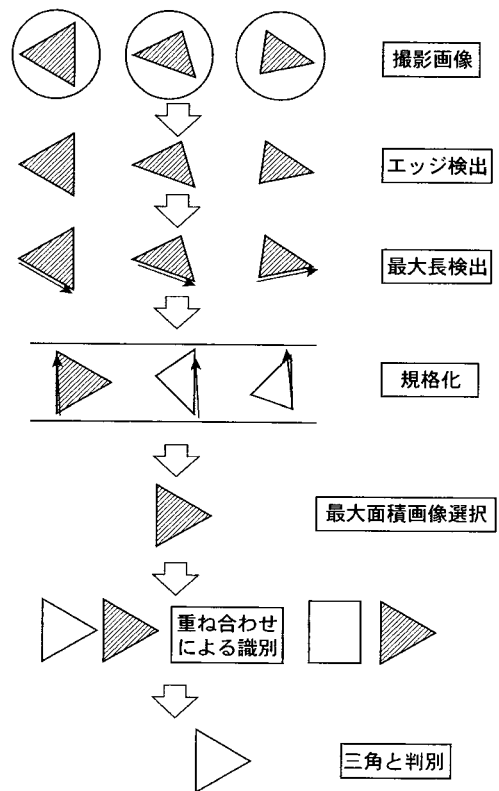 撮影画像
エッジ検出
最大長検出
規格化
最大面積画像選択
重ね合わせ
による識別
三角と判別